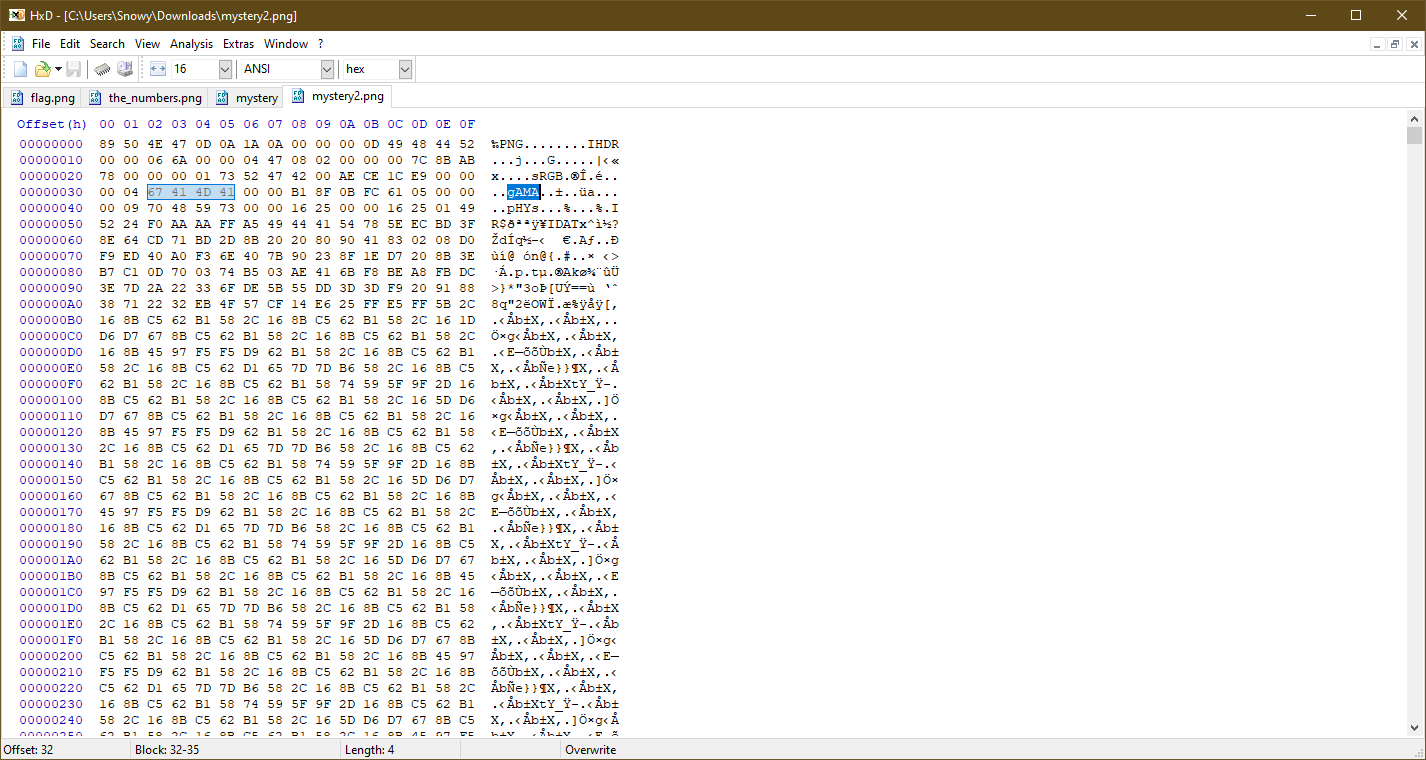 HxD - [C:\Users\Snowy\Downloads\mystery2.png]
File Edit Search View Analysis Extras Window ?
16 ANSI hex
flag.png the_numbers.png mystery mystery2.png
Offset(h) 00 01 02 03 04 05 06 07 08 09 0A 0B 0C 0D 0E 0F
00000000 89 50 4E 47 0D 0A 1A 0A 00 00 00 0D 49 48 44 52 ‰PNG........IHDR
00000010 00 00 06 6A 00 00 04 47 08 02 00 00 00 7C 8B AB ...j...G.....|‹«
00000020 78 00 00 00 01 73 52 47 42 00 AE CE 1C E9 00 00 x....sRGB.®Î.é..
00000030 00 04 67 41 4D 41 00 00 B1 8F 0B FC 61 05 00 00 ..gAMA..±..üa...
00000040 00 09 70 48 59 73 00 00 16 25 00 00 16 25 01 49 ..pHYs...%...%.I
00000050 52 24 F0 AA AA FF A5 49 44 41 54 78 5E EC BD 3F R$ðªªÿ¥IDATx^ì½?
00000060 8E 64 CD 71 BD 2D 8B 20 20 80 90 41 83 02 08 D0 ŽdÍq½-‹  €.Aƒ..Ð
00000070 F9 ED 40 A0 F3 6E 40 7B 90 23 8F 1E D7 20 8B 3E ùí@ ón@{.#..× ‹>
00000080 B7 C1 0D 70 03 74 B5 03 AE 41 6B F8 BE A8 FB DC ·Á.p.tµ.®Akø¾¨ûÜ
00000090 3E 7D 2A 22 33 6F DE 5B 55 DD 3D 3D F9 20 91 88 >}*"3oÞ[UÝ==ù ‘ˆ
000000A0 38 71 22 32 EB 4F 57 CF 14 E6 25 FF E5 FF 5B 2C 8q"2ëOWÏ.æ%ÿåÿ[,
000000B0 16 8B C5 62 B1 58 2C 16 8B C5 62 B1 58 2C 16 1D .‹Åb±X,.‹Åb±X,..
000000C0 D6 D7 67 8B C5 62 B1 58 2C 16 8B C5 62 B1 58 2C Ö×g‹Åb±X,.‹Åb±X,
000000D0 16 8B 45 97 F5 F5 D9 62 B1 58 2C 16 8B C5 62 B1 .‹E—õõÙb±X,.‹Åb±
000000E0 58 2C 16 8B C5 62 D1 65 7D 7D B6 58 2C 16 8B C5 X,.‹ÅbÑe}}¶X,.‹Å
000000F0 62 B1 58 2C 16 8B C5 62 B1 58 74 59 5F 9F 2D 16 b±X,.‹Åb±XtY_Ÿ-.
00000100 8B C5 62 B1 58 2C 16 8B C5 62 B1 58 2C 16 5D D6 ‹Åb±X,.‹Åb±X,.]Ö
00000110 D7 67 8B C5 62 B1 58 2C 16 8B C5 62 B1 58 2C 16 ×g‹Åb±X,.‹Åb±X,.
00000120 8B 45 97 F5 F5 D9 62 B1 58 2C 16 8B C5 62 B1 58 ‹E—õõÙb±X,.‹Åb±X
00000130 2C 16 8B C5 62 D1 65 7D 7D B6 58 2C 16 8B C5 62 ,.‹ÅbÑe}}¶X,.‹Åb
00000140 B1 58 2C 16 8B C5 62 B1 58 74 59 5F 9F 2D 16 8B ±X,.‹Åb±XtY_Ÿ-.‹
00000150 C5 62 B1 58 2C 16 8B C5 62 B1 58 2C 16 5D D6 D7 Åb±X,.‹Åb±X,.]Ö×
00000160 67 8B C5 62 B1 58 2C 16 8B C5 62 B1 58 2C 16 8B g‹Åb±X,.‹Åb±X,.‹
00000170 45 97 F5 F5 D9 62 B1 58 2C 16 8B C5 62 B1 58 2C E—õõÙb±X,.‹Åb±X,
00000180 16 8B C5 62 D1 65 7D 7D B6 58 2C 16 8B C5 62 B1 .‹ÅbÑe}}¶X,.‹Åb±
00000190 58 2C 16 8B C5 62 B1 58 74 59 5F 9F 2D 16 8B C5 X,.‹Åb±XtY_Ÿ-.‹Å
000001A0 62 B1 58 2C 16 8B C5 62 B1 58 2C 16 5D D6 D7 67 b±X,.‹Åb±X,.]Ö×g
000001B0 8B C5 62 B1 58 2C 16 8B C5 62 B1 58 2C 16 8B 45 ‹Åb±X,.‹Åb±X,.‹E
000001C0 97 F5 F5 D9 62 B1 58 2C 16 8B C5 62 B1 58 2C 16 —õõÙb±X,.‹Åb±X,.
000001D0 8B C5 62 D1 65 7D 7D B6 58 2C 16 8B C5 62 B1 58 ‹ÅbÑe}}¶X,.‹Åb±X
000001E0 2C 16 8B C5 62 B1 58 74 59 5F 9F 2D 16 8B C5 62 ,.‹Åb±XtY_Ÿ-.‹Åb
000001F0 B1 58 2C 16 8B C5 62 B1 58 2C 16 5D D6 D7 67 8B ±X,.‹Åb±X,.]Ö×g‹
00000200 C5 62 B1 58 2C 16 8B C5 62 B1 58 2C 16 8B 45 97 Åb±X,.‹Åb±X,.‹E—
00000210 F5 F5 D9 62 B1 58 2C 16 8B C5 62 B1 58 2C 16 8B õõÙb±X,.‹Åb±X,.‹
00000220 C5 62 D1 65 7D 7D B6 58 2C 16 8B C5 62 B1 58 2C ÅbÑe}}¶X,.‹Åb±X,
00000230 16 8B C5 62 B1 58 74 59 5F 9F 2D 16 8B C5 62 B1 .‹Åb±XtY_Ÿ-.‹Åb±
00000240 58 2C 16 8B C5 62 B1 58 2C 16 5D D6 D7 67 8B C5 X,.‹Åb±X,.]Ö×g‹Å
00000250 62 B1 58 2C 16 8B C5 62 B1 58 2C 16 8B 45 97 F5 b±X,.‹Åb±X,.‹E—õ
Offset: 32 Block: 32-35 Length: 4 Overwrite